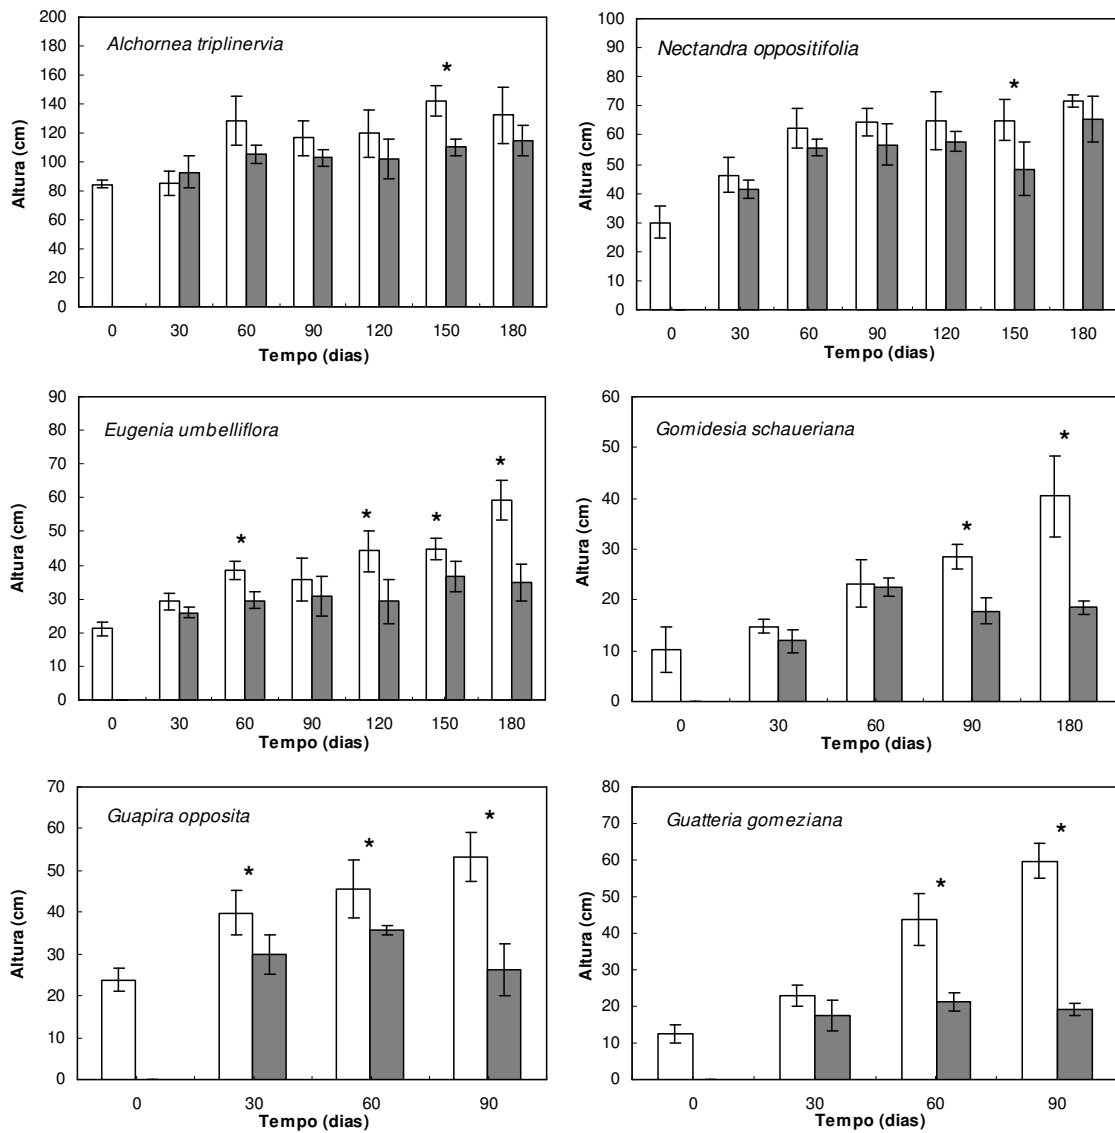 Alchornea triplinervia
*
Altura (cm)
200
180
160
140
120
100
80
60
40
20
0
0 30 60 90 120 150 180
Tempo (dias)
Nectandra oppositifolia
*
Altura (cm)
100
90
80
70
60
50
40
30
20
10
0
0 30 60 90 120 150 180
Tempo (dias)
Eugenia umbelliflora
* * * *
Altura (cm)
90
80
70
60
50
40
30
20
10
0
0 30 60 90 120 150 180
Tempo (dias)
Gomidesia schaueriana
* *
Altura (cm)
60
50
40
30
20
10
0
0 30 60 90 180
Tempo (dias)
Guapira opposita
* * *
Altura (cm)
70
60
50
40
30
20
10
0
0 30 60 90
Tempo (dias)
Guatteria gomeziana
* *
Altura (cm)
80
70
60
50
40
30
20
10
0
0 30 60 90
Tempo (dias)